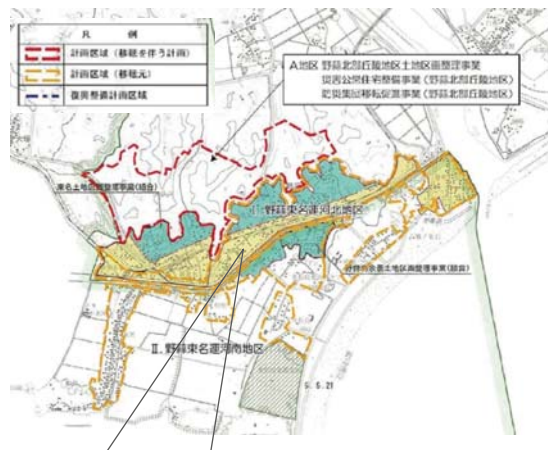 凡 例
計画区域(移転を伴う計画)
計画区域(移転元)
復興整備計画区域
A地区 野蒜北部丘陵地区土地区画整理事業
災害公営住宅整備事業(野蒜北部丘陵地区)
防災集団移転促進事業(野蒜北部丘陵地区)
東名土地区画整理事業(組合)
I.野蒜東名運河北地区
II.野蒜東名運河南地区
S.5.21